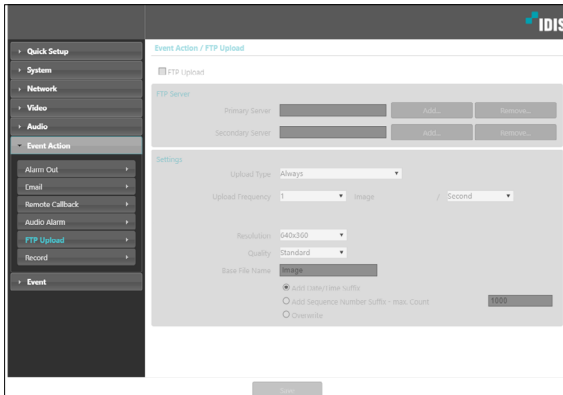 IDIS
Quick Setup
System
Network
Video
Audio
Event Action
Alarm Out
Email
Remote Callback
Audio Alarm
FTP Upload
Record
Event
Event Action / FTP Upload
FTP Upload
FTP Server
Primary Server Add... Remove...
Secondary Server Add... Remove...
Settings
Upload Type Always
Upload Frequency 1 Image / Second
Resolution 640x360
Quality Standard
Base File Name Image
Add Date/Time Suffix
Add Sequence Number Suffix - max. Count 1000
Overwrite
Save